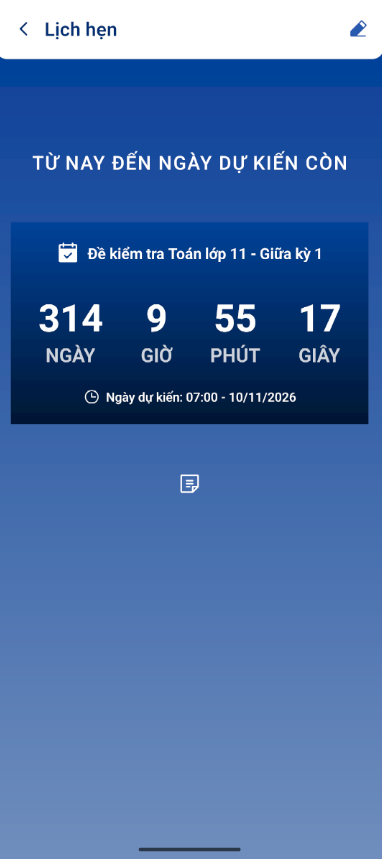 Lịch hẹn
TỪ NAY ĐẾN NGÀY DỰ KIẾN CÒN
Đề kiểm tra Toán lớp 11 - Giữa kỳ 1
314 9 55 17
NGÀY GIỜ PHÚT GIÂY
Ngày dự kiến: 07:00 - 10/11/2026